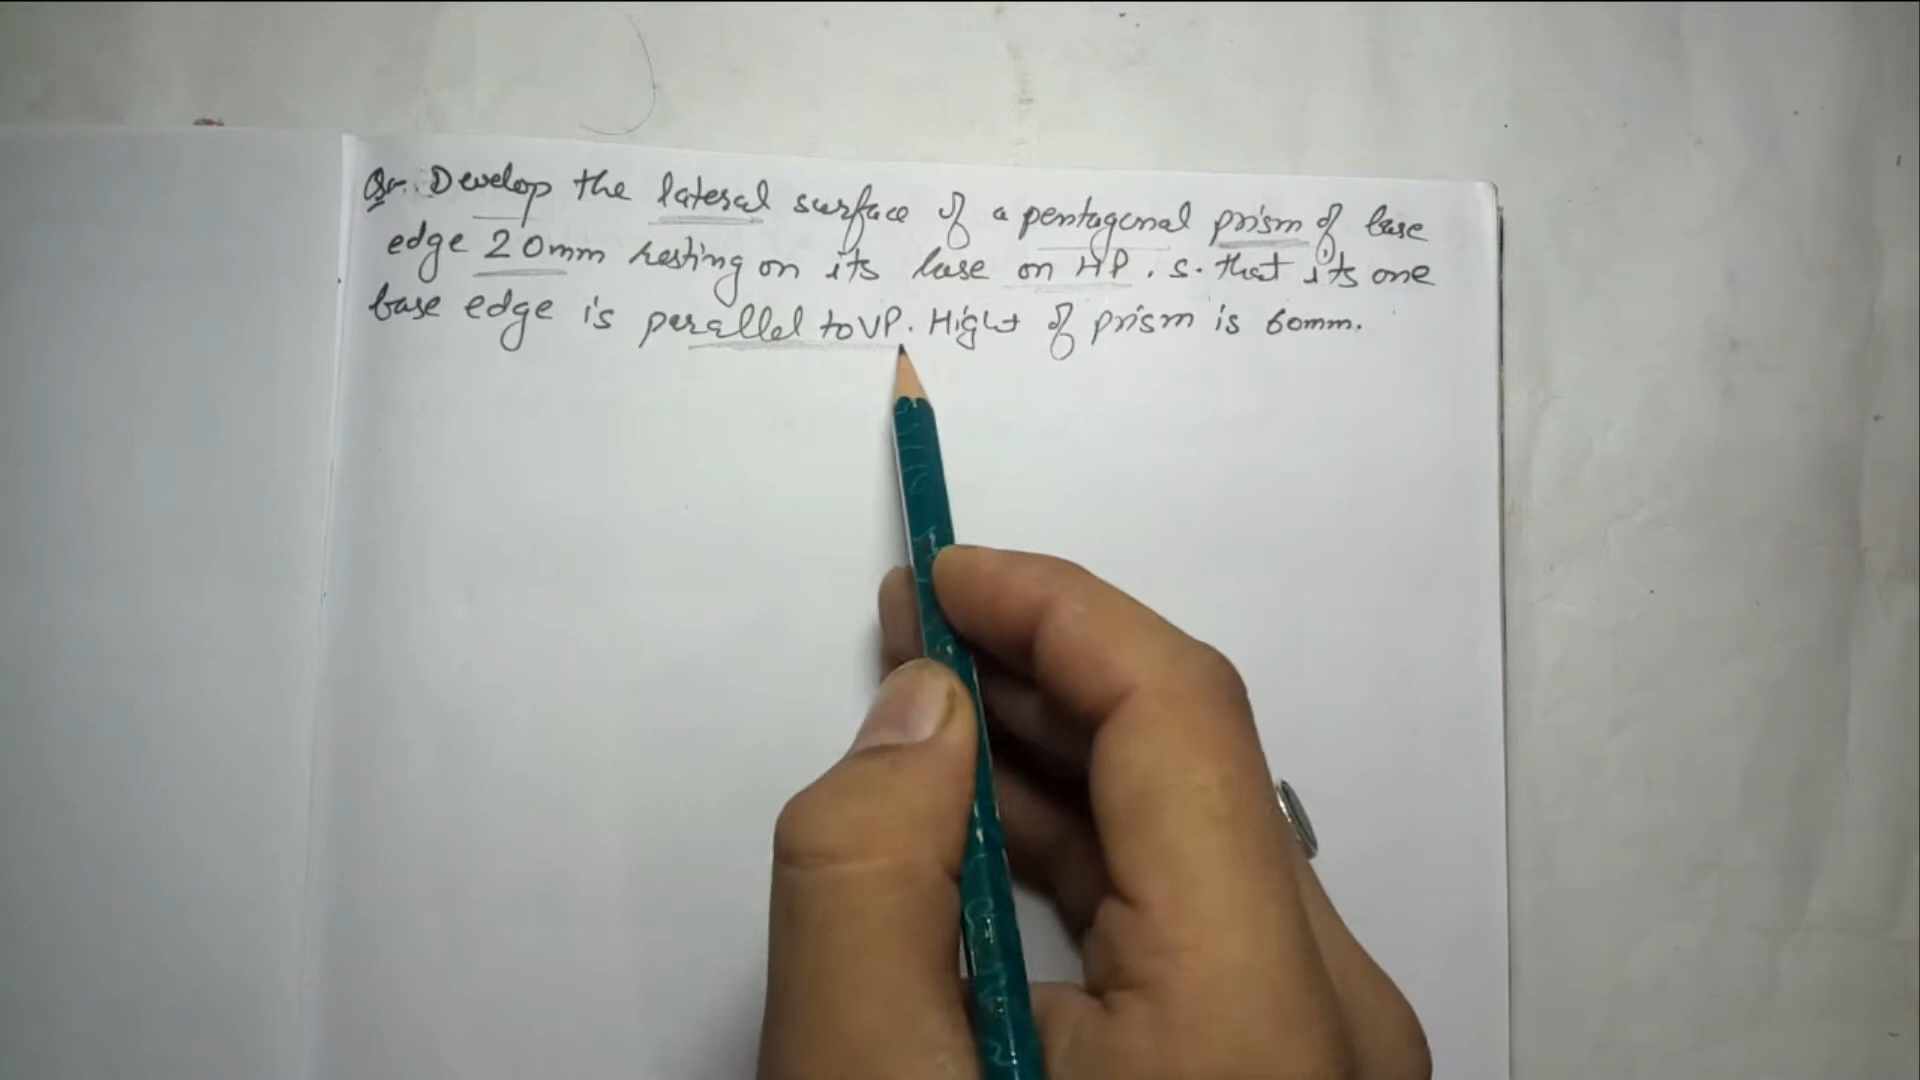 Qs- Develop the lateral surface of a pentagonal prism of base
edge 20mm resting on its base on HP. s. that its one
base edge is parallel to VP. Hight of prism is 60mm.